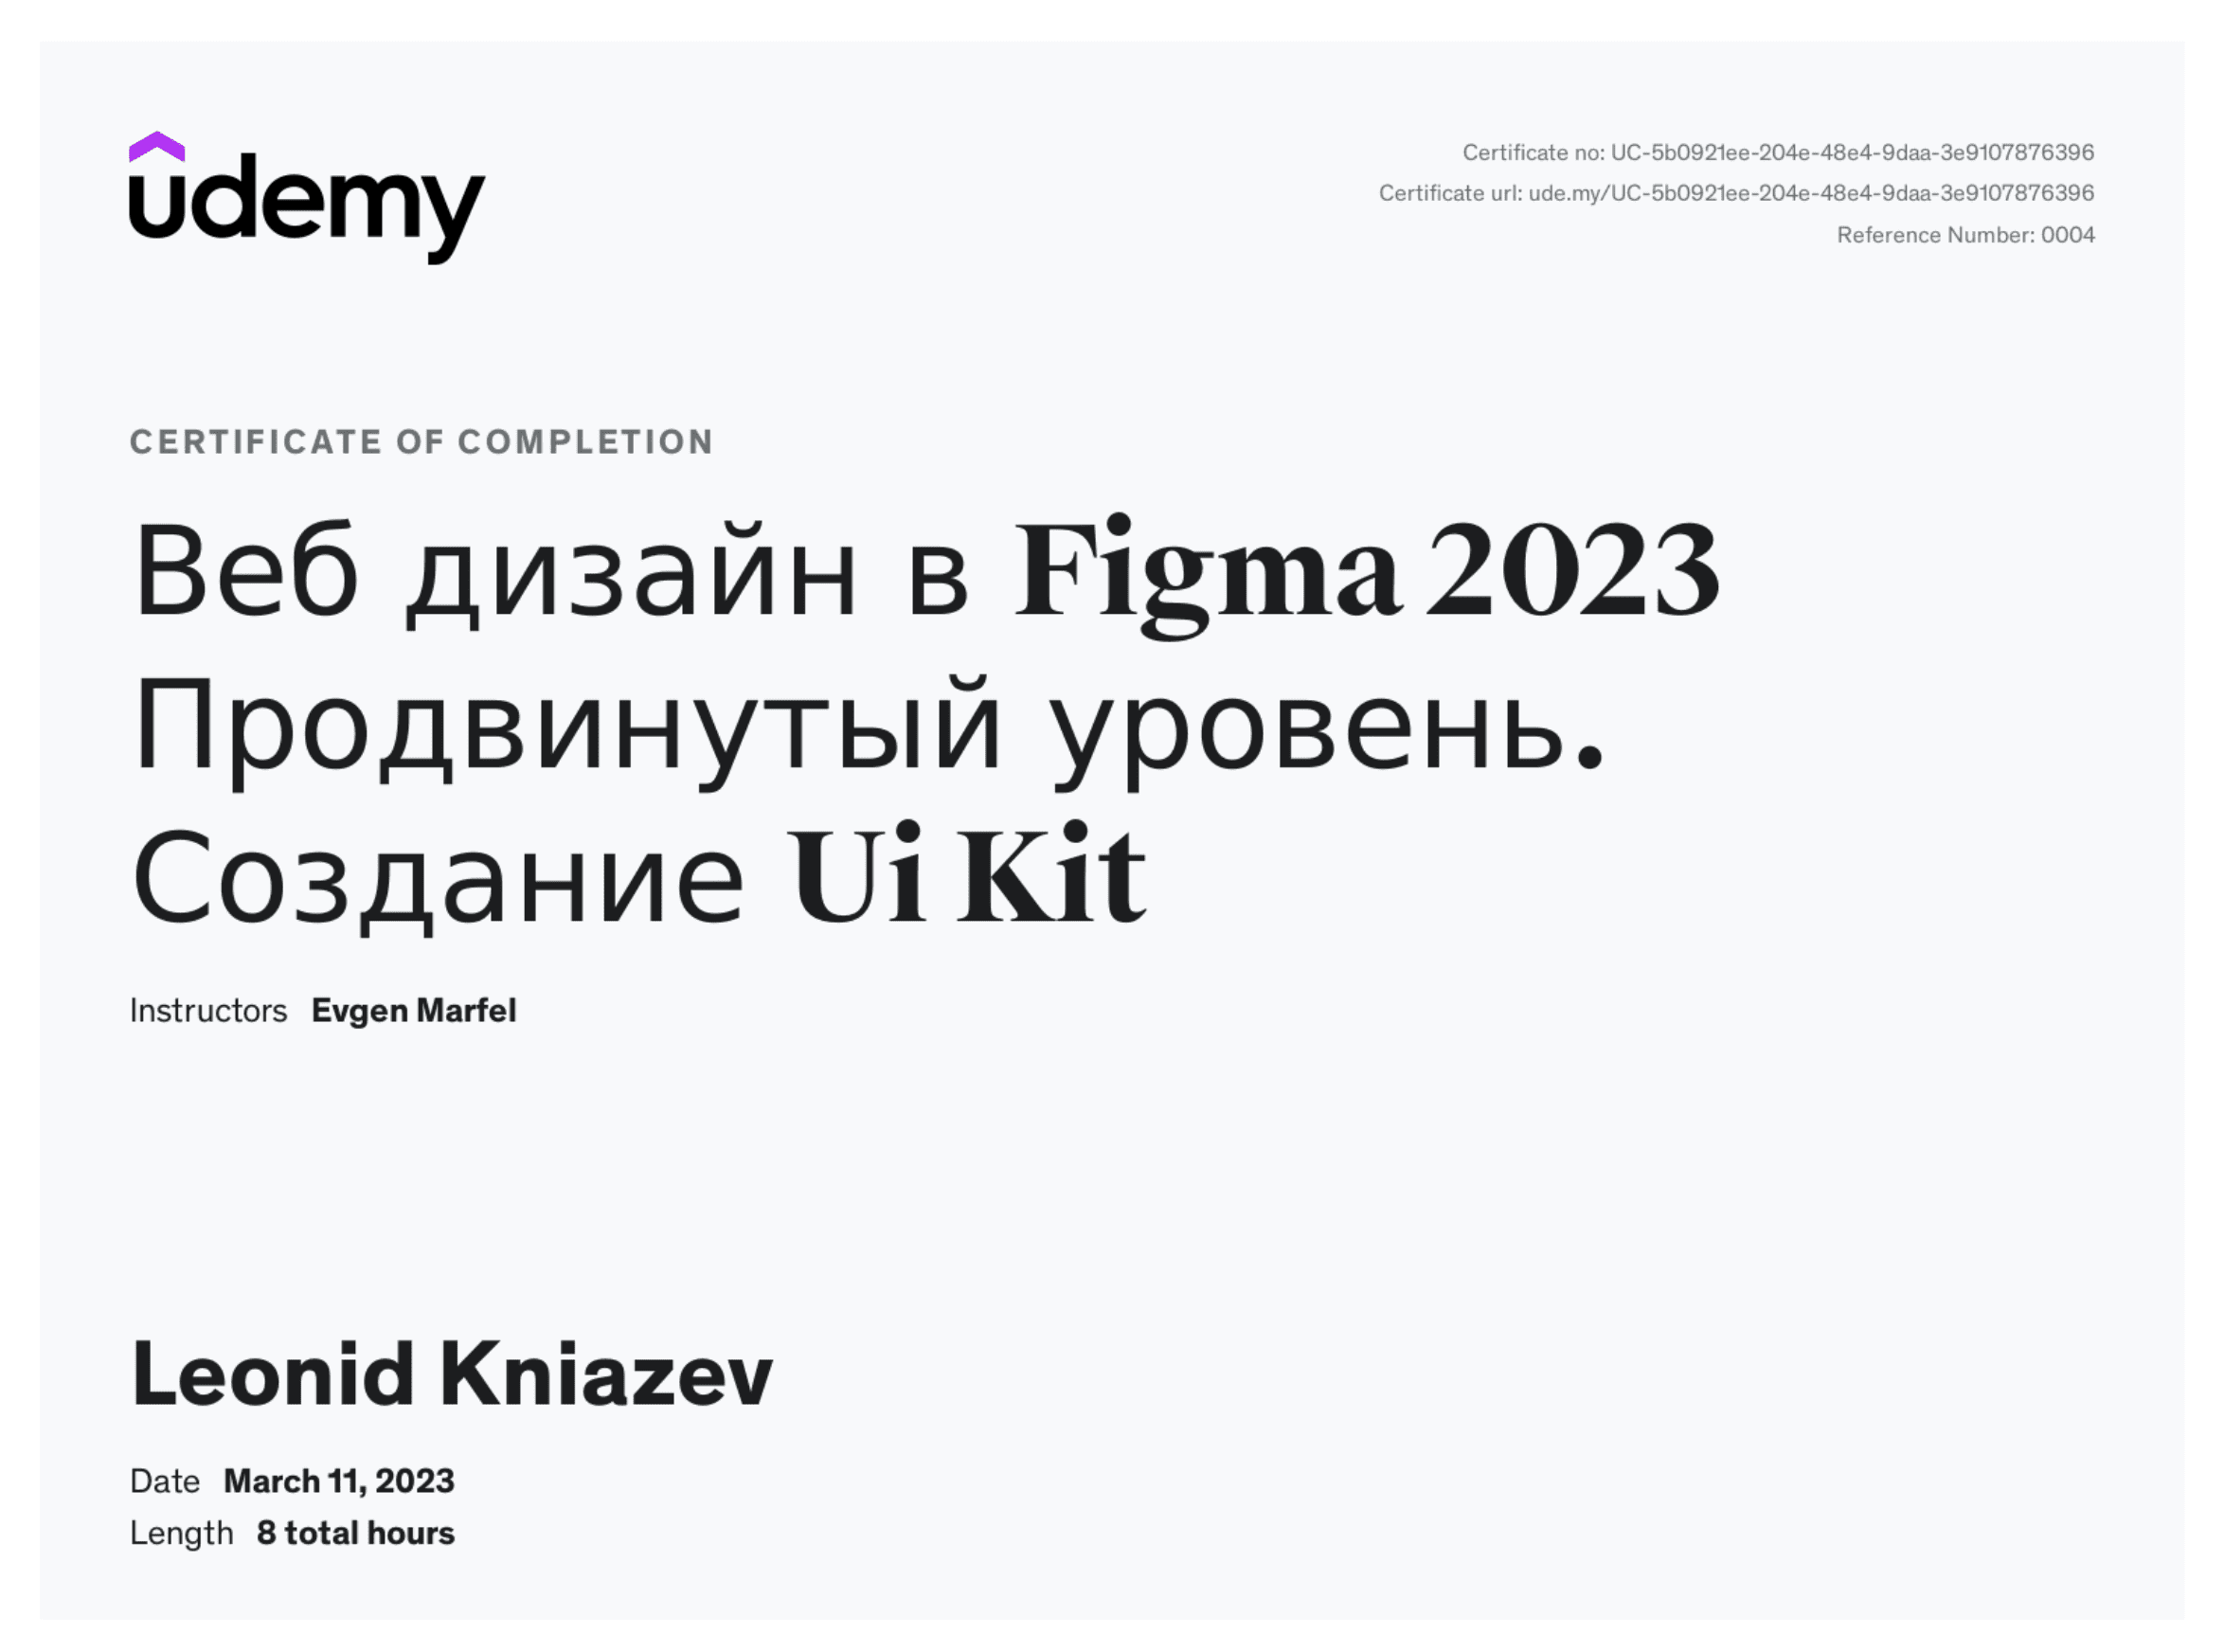 udemy
Certificate no: UC-5b0921ee-204e-48e4-9daa-3e9107876396
Certificate url: ude.my/UC-5b0921ee-204e-48e4-9daa-3e9107876396
Reference Number: 0004
CERTIFICATE OF COMPLETION
Веб дизайн в Figma 2023
Продвинутый уровень.
Создание Ui Kit
Instructors Evgen Marfel
Leonid Kniazev
Date March 11, 2023
Length 8 total hours